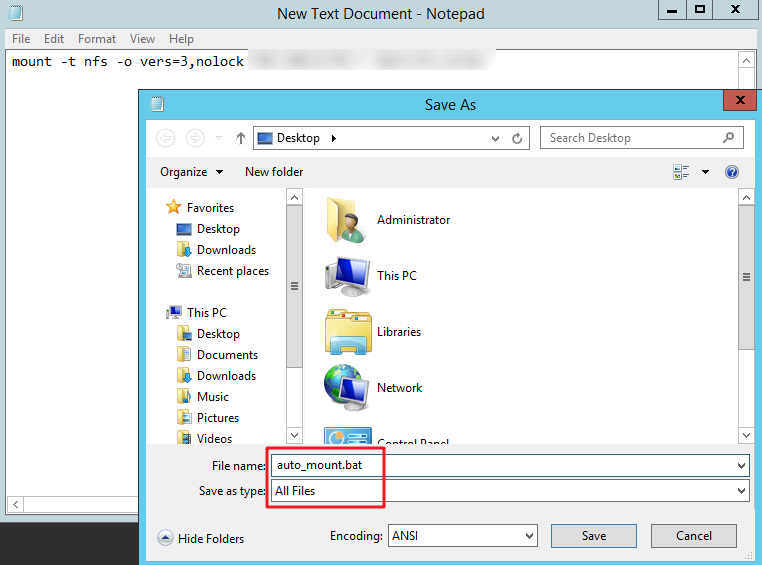 New Text Document - Notepad
File Edit Format View Help
mount -t nfs -o vers=3,nolock
Save As
Desktop
Search Desktop
Organize New folder
Favorites
Desktop
Downloads
Recent places
This PC
Desktop
Documents
Downloads
Music
Pictures
Videos
Administrator
This PC
Libraries
Network
Control Panel
File name: auto_mount.bat
Save as type: All Files
Hide Folders
Encoding: ANSI
Save
Cancel